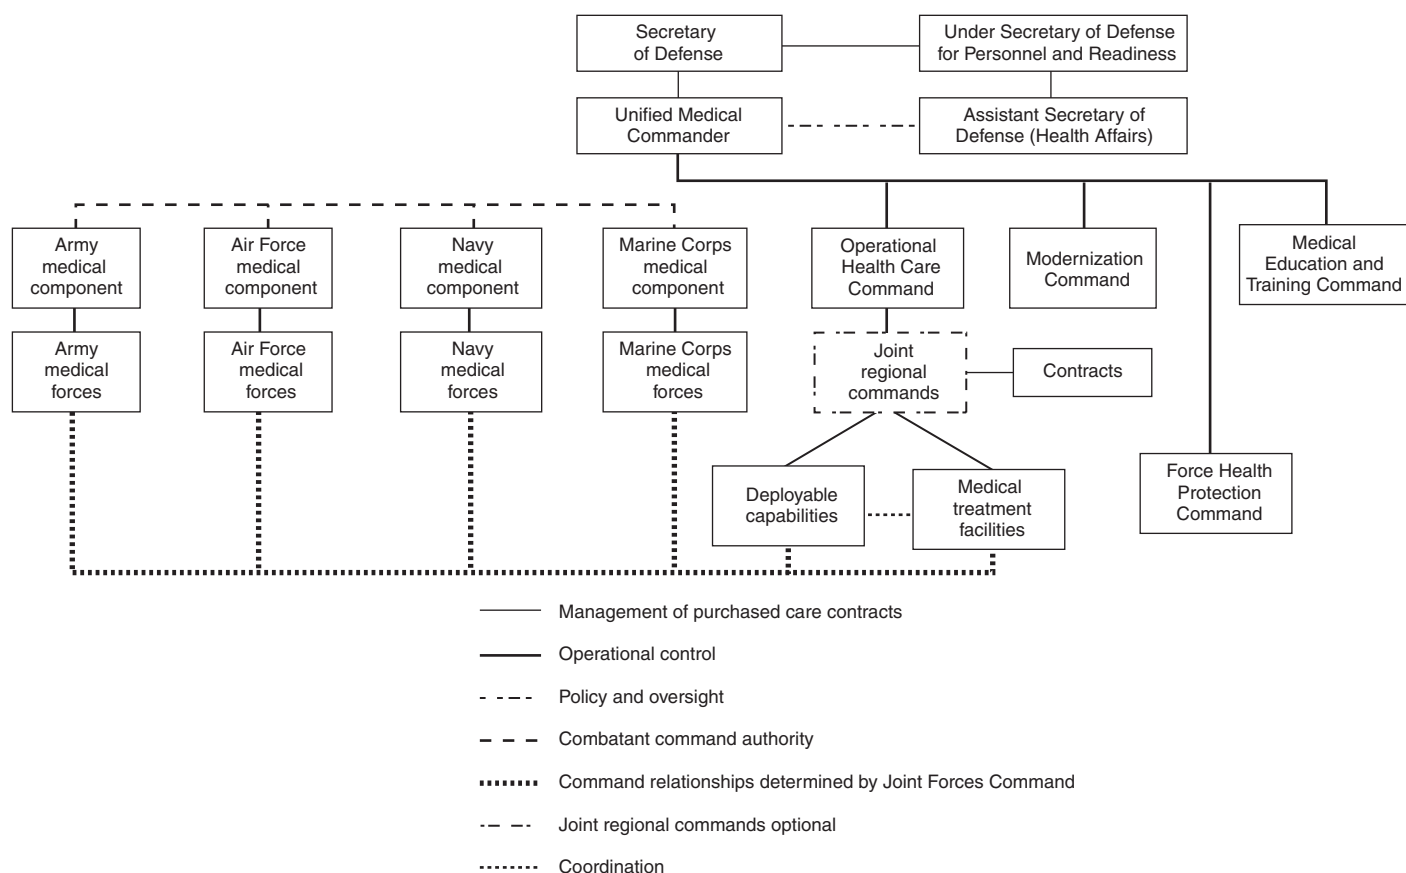 Secretary
of Defense
Under Secretary of Defense
for Personnel and Readiness
Unified Medical
Commander
Assistant Secretary of
Defense (Health Affairs)
Army
medical
component
Air Force
medical
component
Navy
medical
component
Marine Corps
medical
component
Operational
Health Care
Command
Modernization
Command
Medical
Education and
Training Command
Army
medical
forces
Air Force
medical
forces
Navy
medical
forces
Marine Corps
medical
forces
Joint
regional
commands
Contracts
Deployable
capabilities
Medical
treatment
facilities
Force Health
Protection
Command
Management of purchased care contracts
Operational control
Policy and oversight
Combatant command authority
Command relationships determined by Joint Forces Command
Joint regional commands optional
Coordination